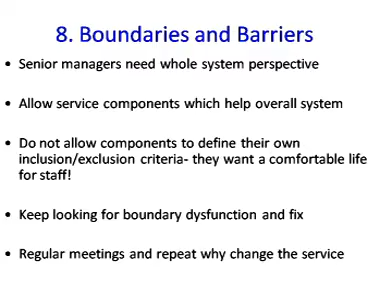 8. Boundaries and Barriers
• Senior managers need whole system perspective
• Allow service components which help overall system
• Do not allow components to define their own
inclusion/exclusion criteria- they want a comfortable life
for staff!
• Keep looking for boundary dysfunction and fix
• Regular meetings and repeat why change the service